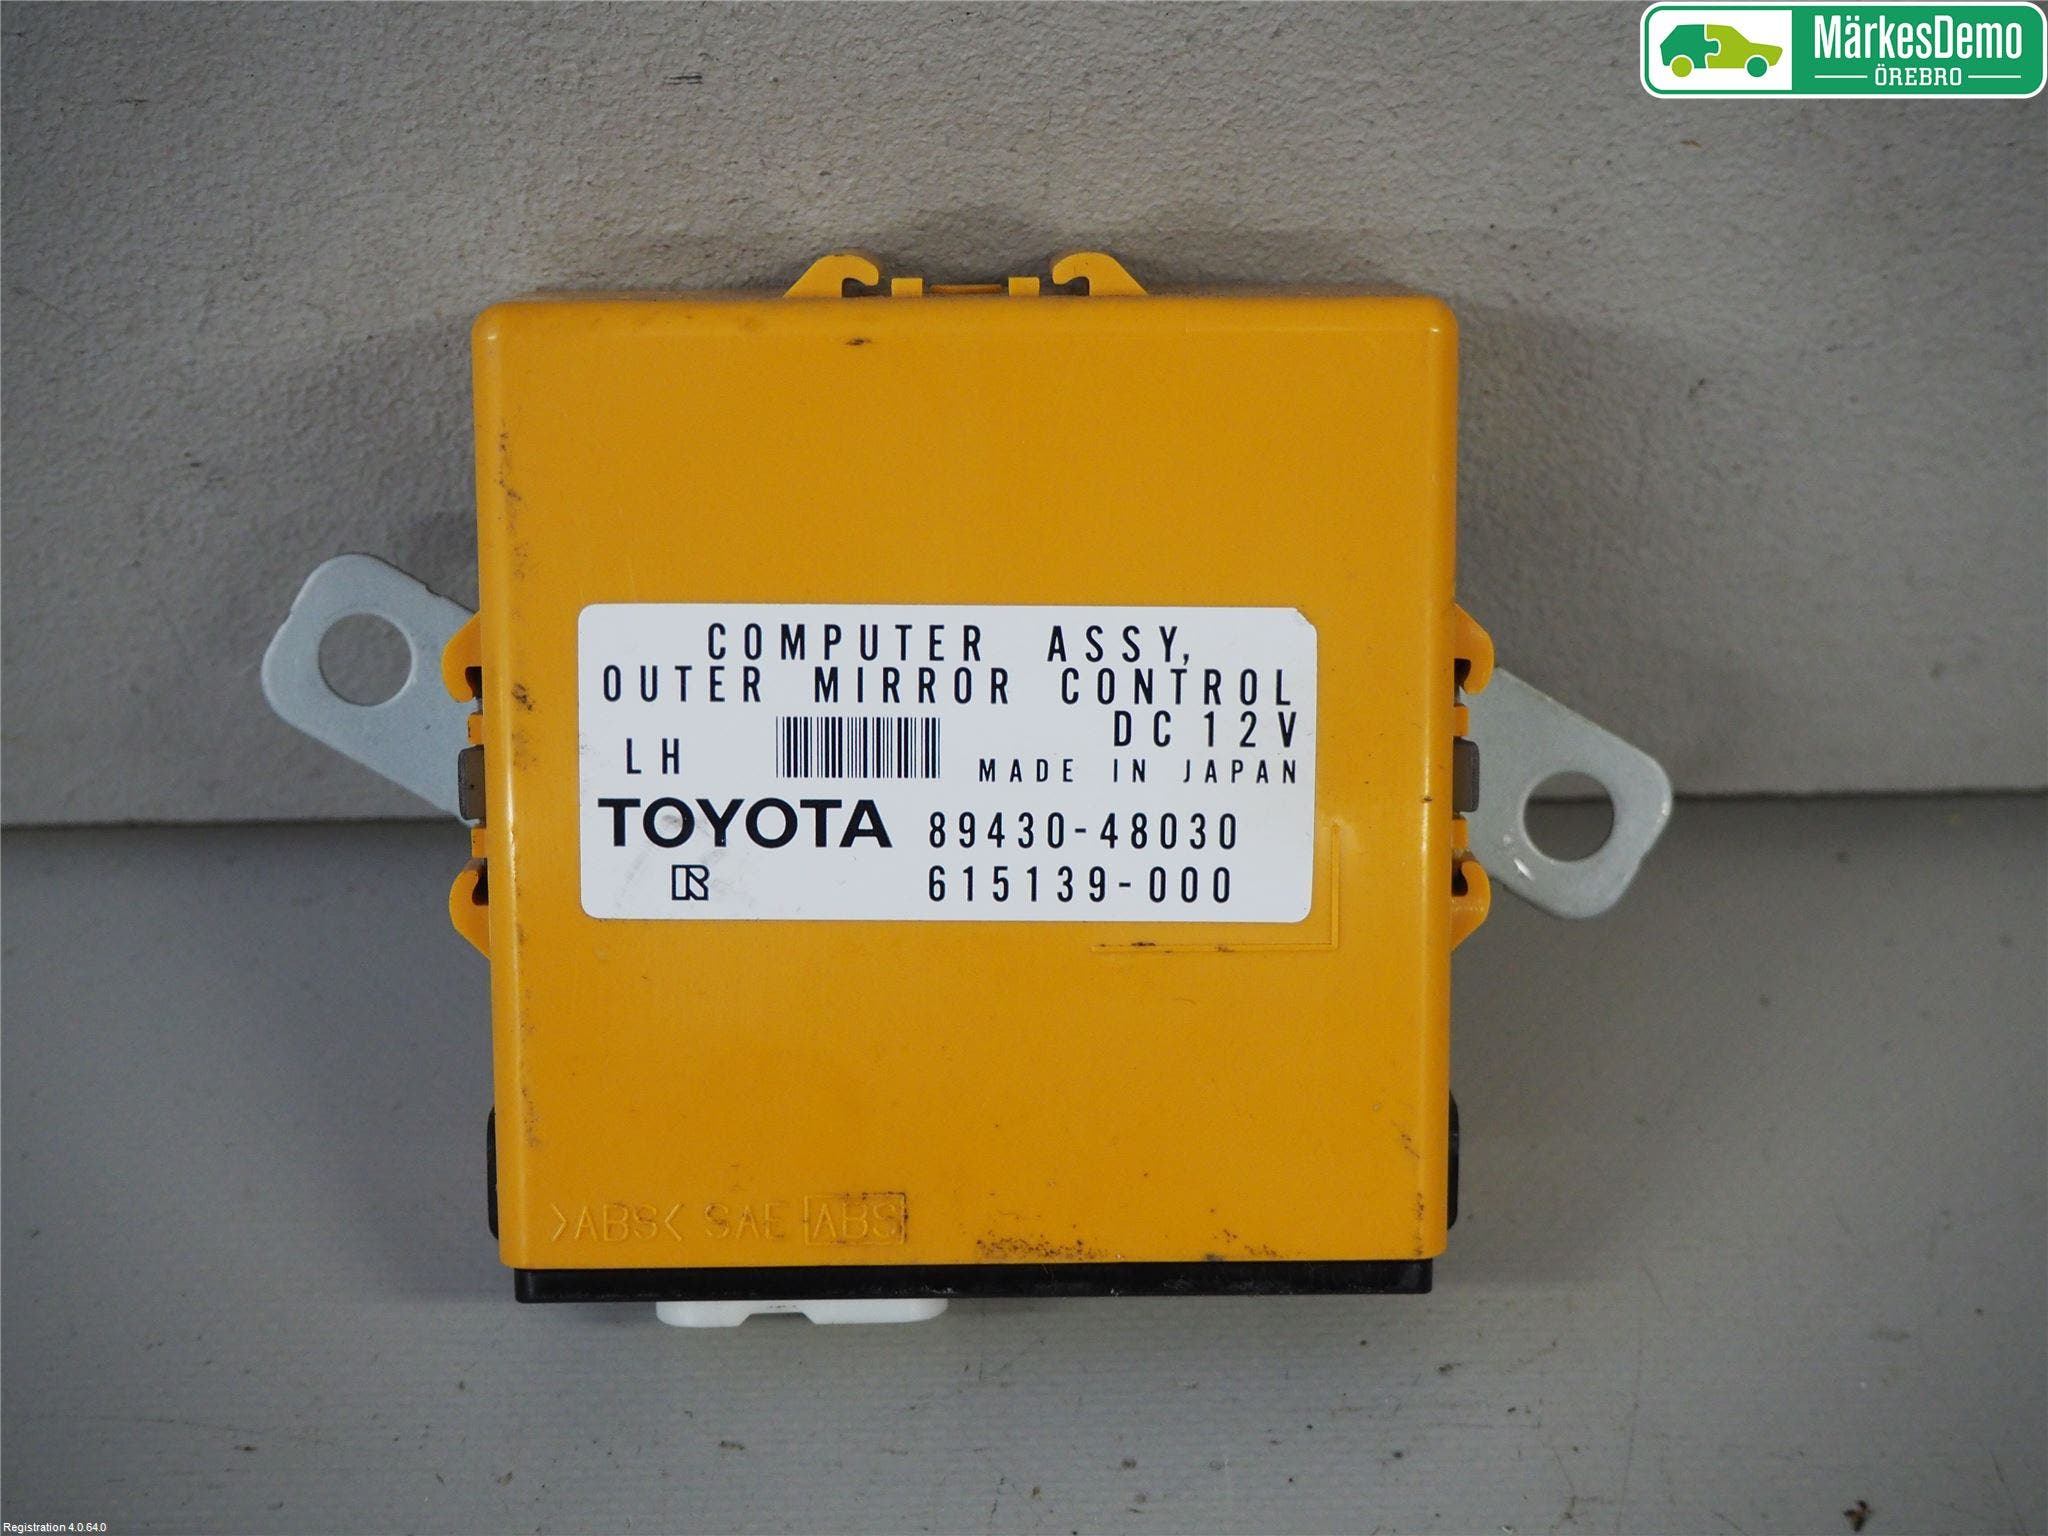 MärkesDemo
ÖREBRO
COMPUTER ASSY,
OUTER MIRROR CONTROL
DC12V
LH
MADE IN JAPAN
TOYOTA 89430-48030
R 615139-000
>ABS< SAE ABS
Registration 4.0.64.0